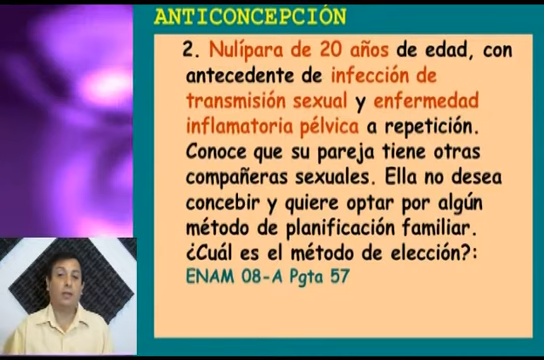 ANTICONCEPCIÓN
2. Nulípara de 20 años de edad, con
antecedente de infección de
transmisión sexual y enfermedad
inflamatoria pélvica a repetición.
Conoce que su pareja tiene otras
compañeras sexuales. Ella no desea
concebir y quiere optar por algún
método de planificación familiar.
¿Cuál es el método de elección?:
ENAM 08-A Pgta 57